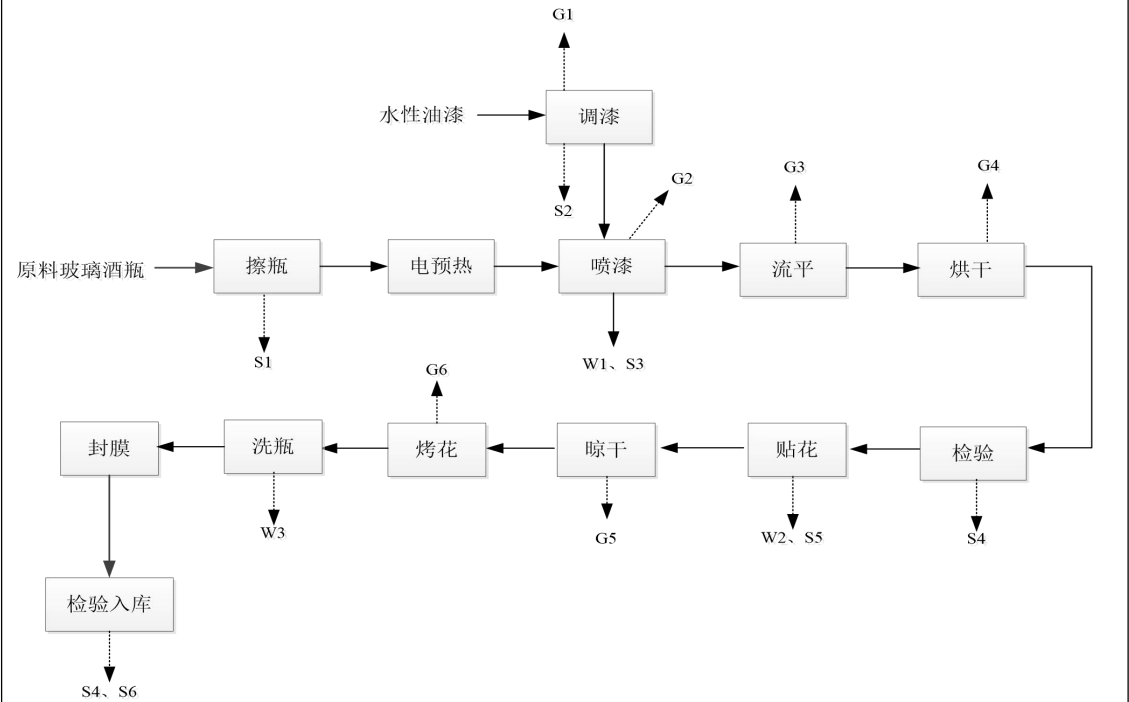 G1
水性油漆
调漆
S2
G2
G3
G4
原料玻璃酒瓶
擦瓶
电预热
喷漆
流平
烘干
S1
W1、S3
G6
封膜
洗瓶
烤花
晾干
贴花
检验
W3
G5
W2、S5
S4
检验入库
S4、S6